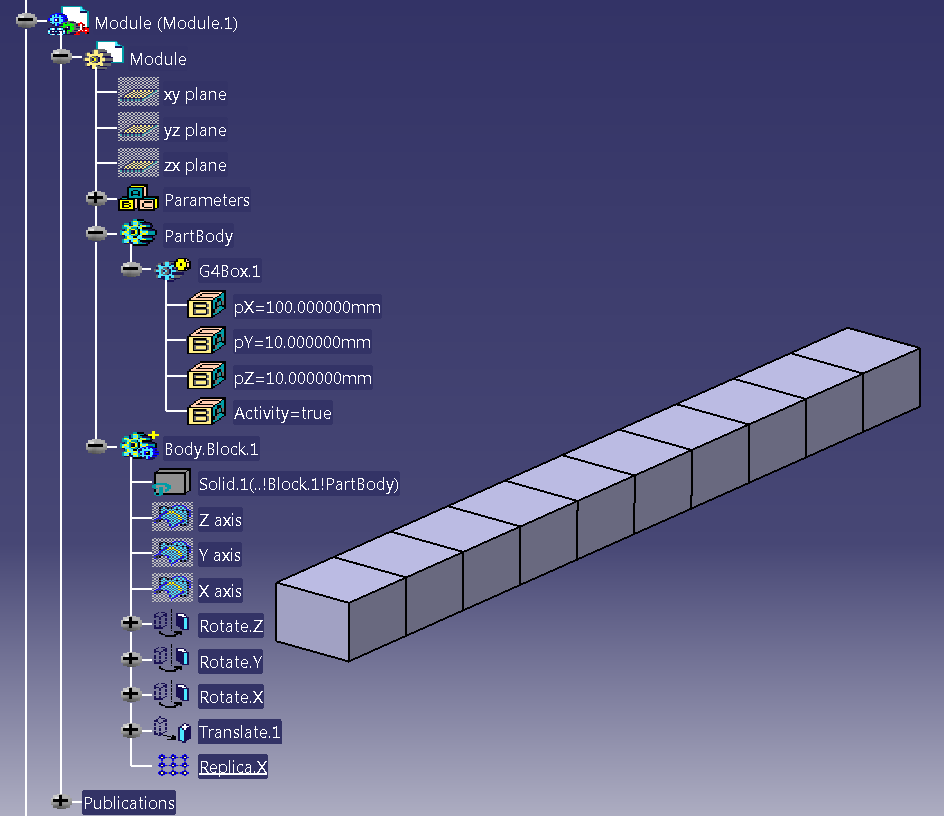 Module (Module.1)
Module
xy plane
yz plane
zx plane
Parameters
PartBody
G4Box.1
pX=100.000000mm
pY=10.000000mm
pZ=10.000000mm
Activity=true
Body.Block.1
Solid.1(..!Block.1!PartBody)
Z axis
Y axis
X axis
Rotate.Z
Rotate.Y
Rotate.X
Translate.1
Replica.X
Publications